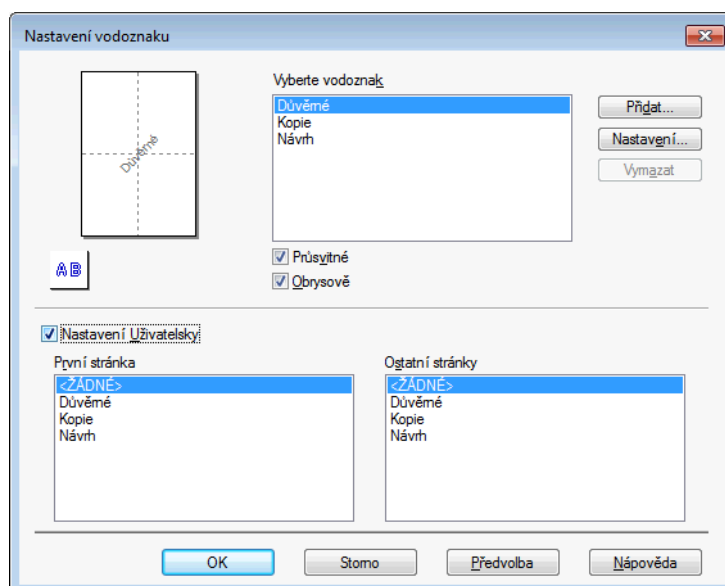 Nastavení vodoznaku
Vyberte vodoznak
Důvěrné
Důvěrné
Kopie
Návrh
Přidat...
Nastavení...
Vymazat
AB
Průsvitné
Obrysově
Nastavení Uživatelsky
První stránka
<ŽÁDNÉ>
Důvěrné
Kopie
Návrh
Ostatní stránky
<ŽÁDNÉ>
Důvěrné
Kopie
Návrh
OK
Storno
Předvolba
Nápověda